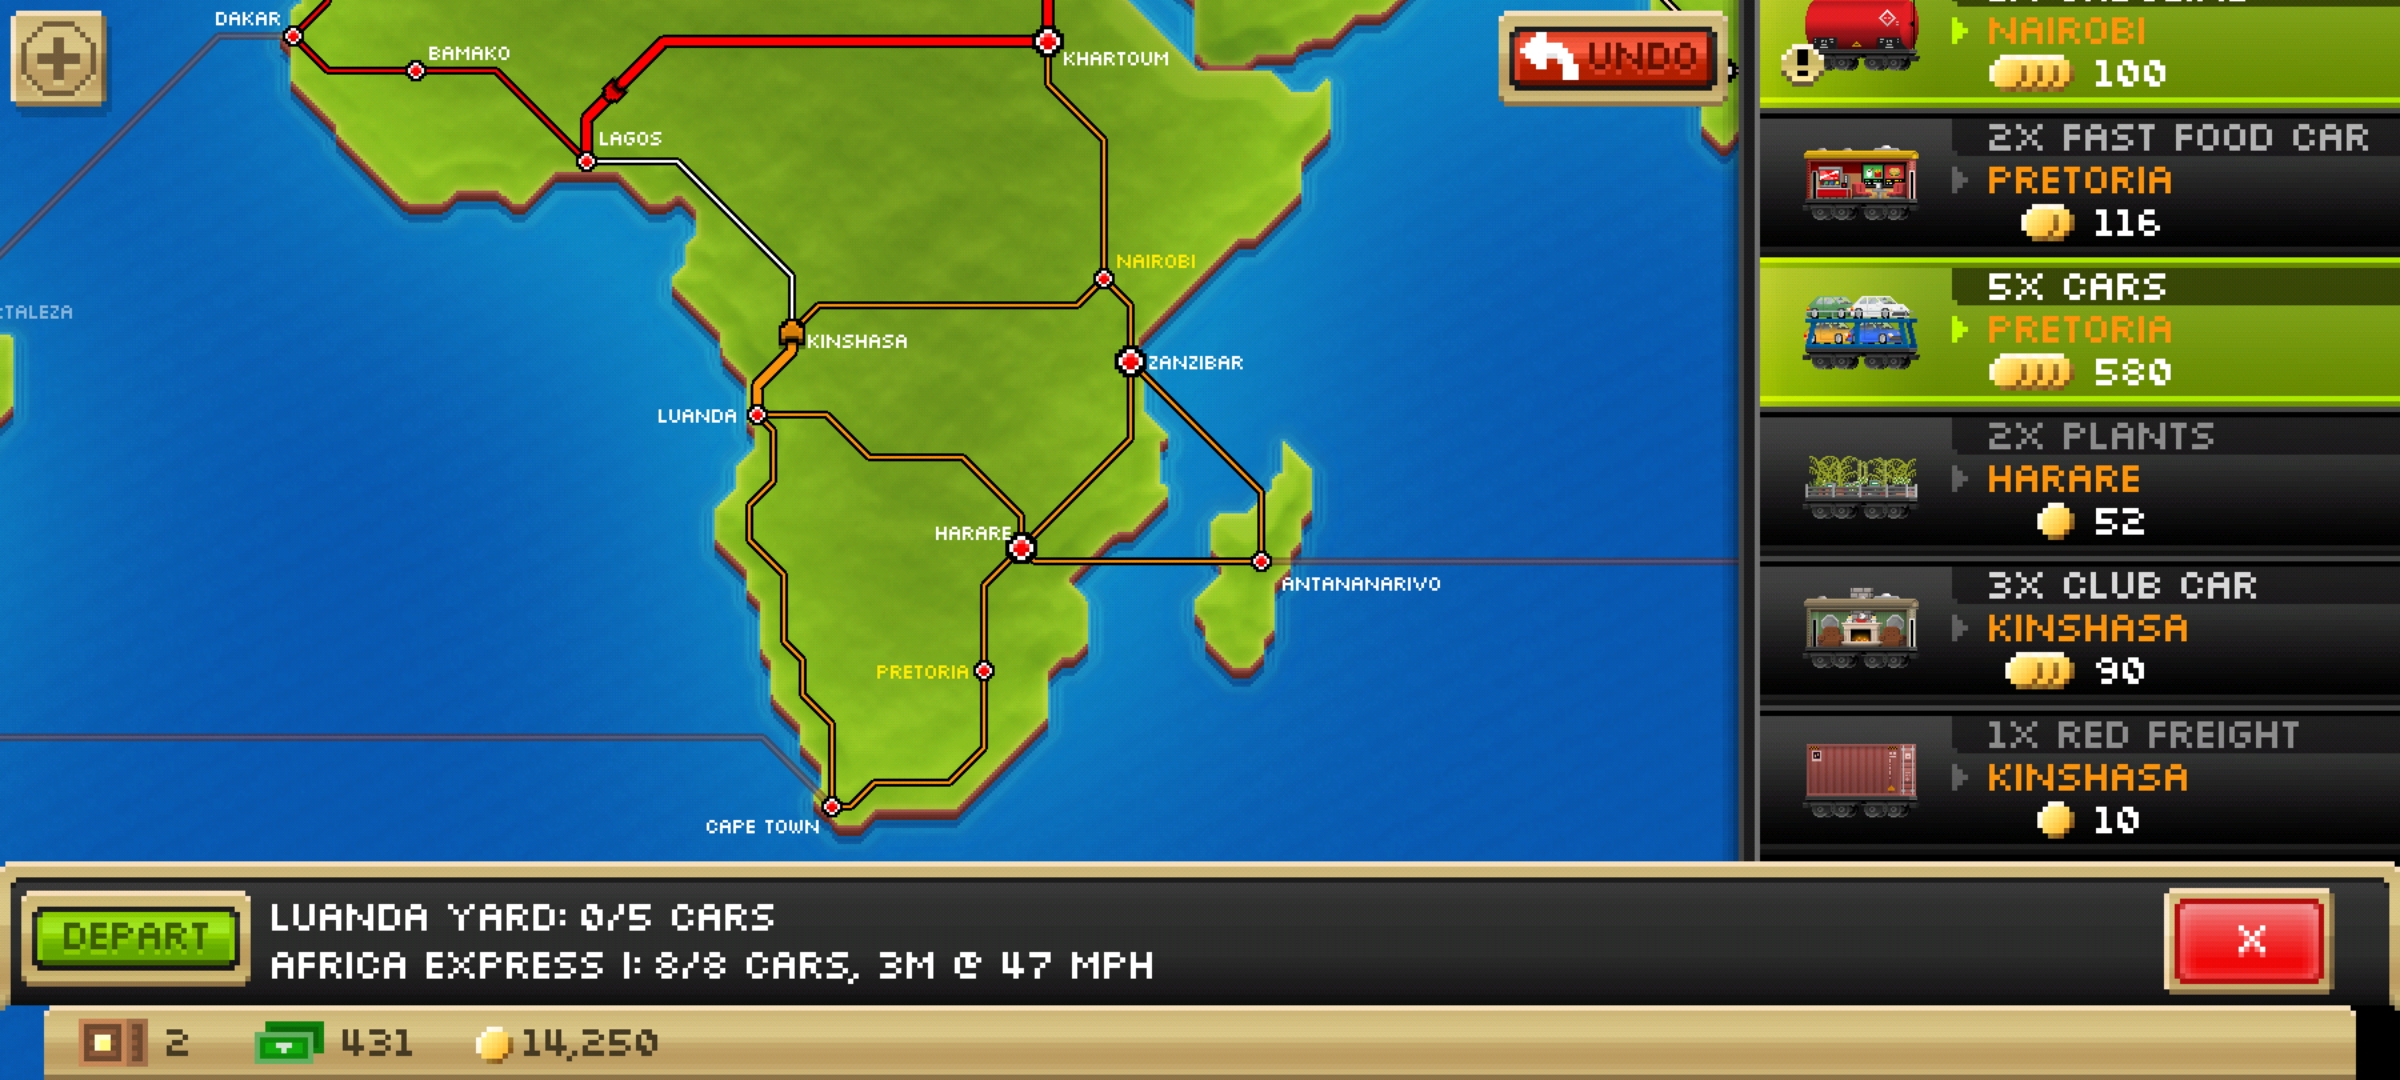 DAKAR
BAMAKO
LAGOS
KHARTOUM
UNDO
NAIROBI
KINSHASA
ZANZIBAR
LUANDA
HARARE
ANTANANARIVO
PRETORIA
CAPE TOWN
TALEZA
NAIROBI
100
2X FAST FOOD CAR
PRETORIA
116
5X CARS
PRETORIA
580
2X PLANTS
HARARE
52
3X CLUB CAR
KINSHASA
90
1X RED FREIGHT
KINSHASA
10
DEPART
LUANDA YARD: 0/5 CARS
AFRICA EXPRESS I: 8/8 CARS, 3M @ 47 MPH
X
2
431
14,250